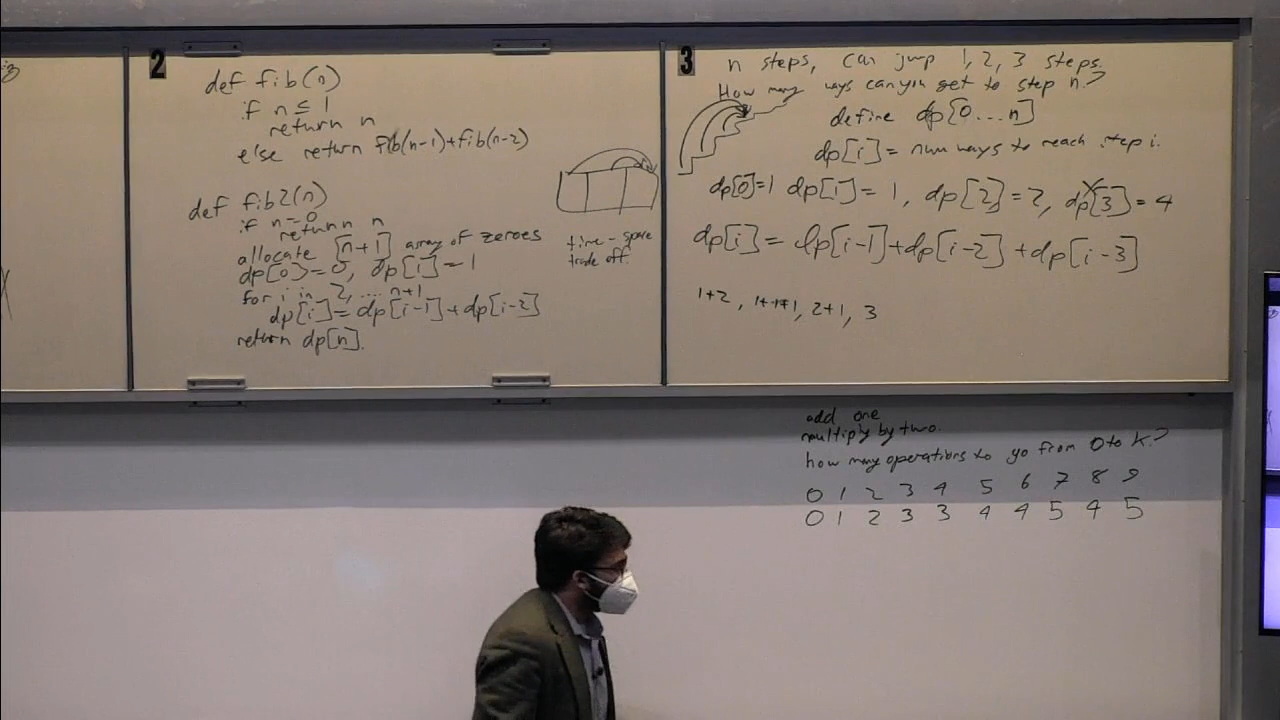 2
def fib(n)
if n ≤ 1
return n
else return fib(n-1)+fib(n-2)
def fib2(n)
if n=0
return n
allocate [n+1] array of zeroes
dp[0]=0, dp[1]=1
for i in 2, ... n+1
dp[i]=dp[i-1]+dp[i-2]
return dp[n].
time-space
trade off.
3
n steps, can jump 1, 2, 3 steps.
How many ways can you get to step n?
define dp[0...n]
dp[i]= num ways to reach step i.
dp[0]=1 dp[1]=1, dp[2]=2, dp[3]=4
dp[i]=dp[i-1]+dp[i-2]+dp[i-3]
1+2, 1+1+1, 2+1, 3
add one
multiply by two.
how many operations to go from 0 to k?
0 1 2 3 4 5 6 7 8 9
0 1 2 3 3 4 4 5 4 5